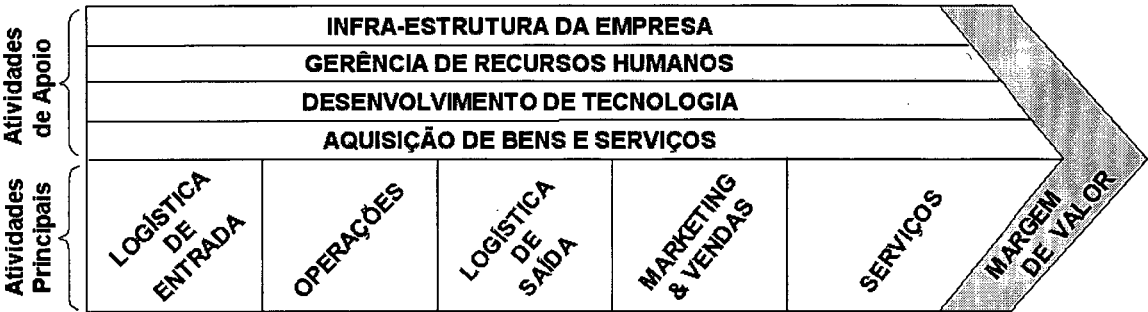 Atividades
de Apoio
INFRA-ESTRUTURA DA EMPRESA
GERÊNCIA DE RECURSOS HUMANOS
DESENVOLVIMENTO DE TECNOLOGIA
AQUISIÇÃO DE BENS E SERVIÇOS
Atividades
Principais
LOGÍSTICA
DE
ENTRADA
OPERAÇÕES
LOGÍSTICA
DE
SAÍDA
MARKETING
& VENDAS
SERVIÇOS
MARGEM
DE VALOR